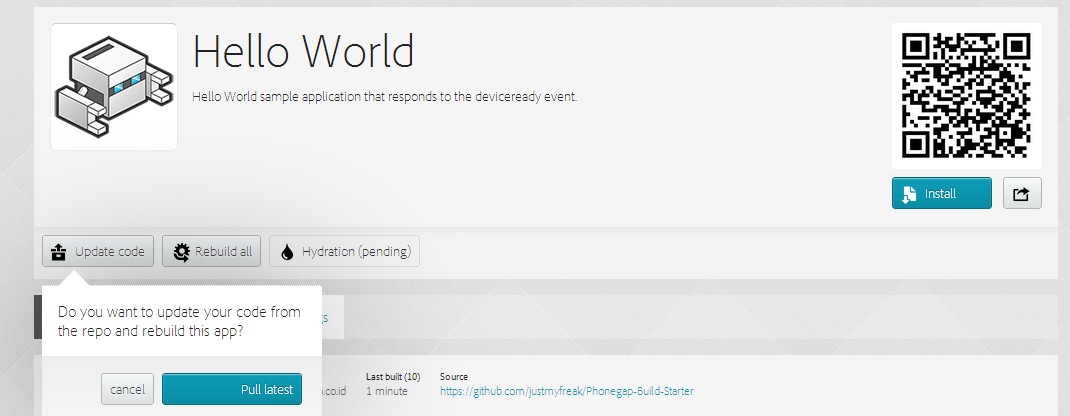 Hello World
Hello World sample application that responds to the deviceready event.
Install
Update code
Rebuild all
Hydration (pending)
Do you want to update your code from
the repo and rebuild this app?
cancel
Pull latest
.co.id
Last built (10)
1 minute
Source
https://github.com/justmyfreak/Phonegap-Build-Starter